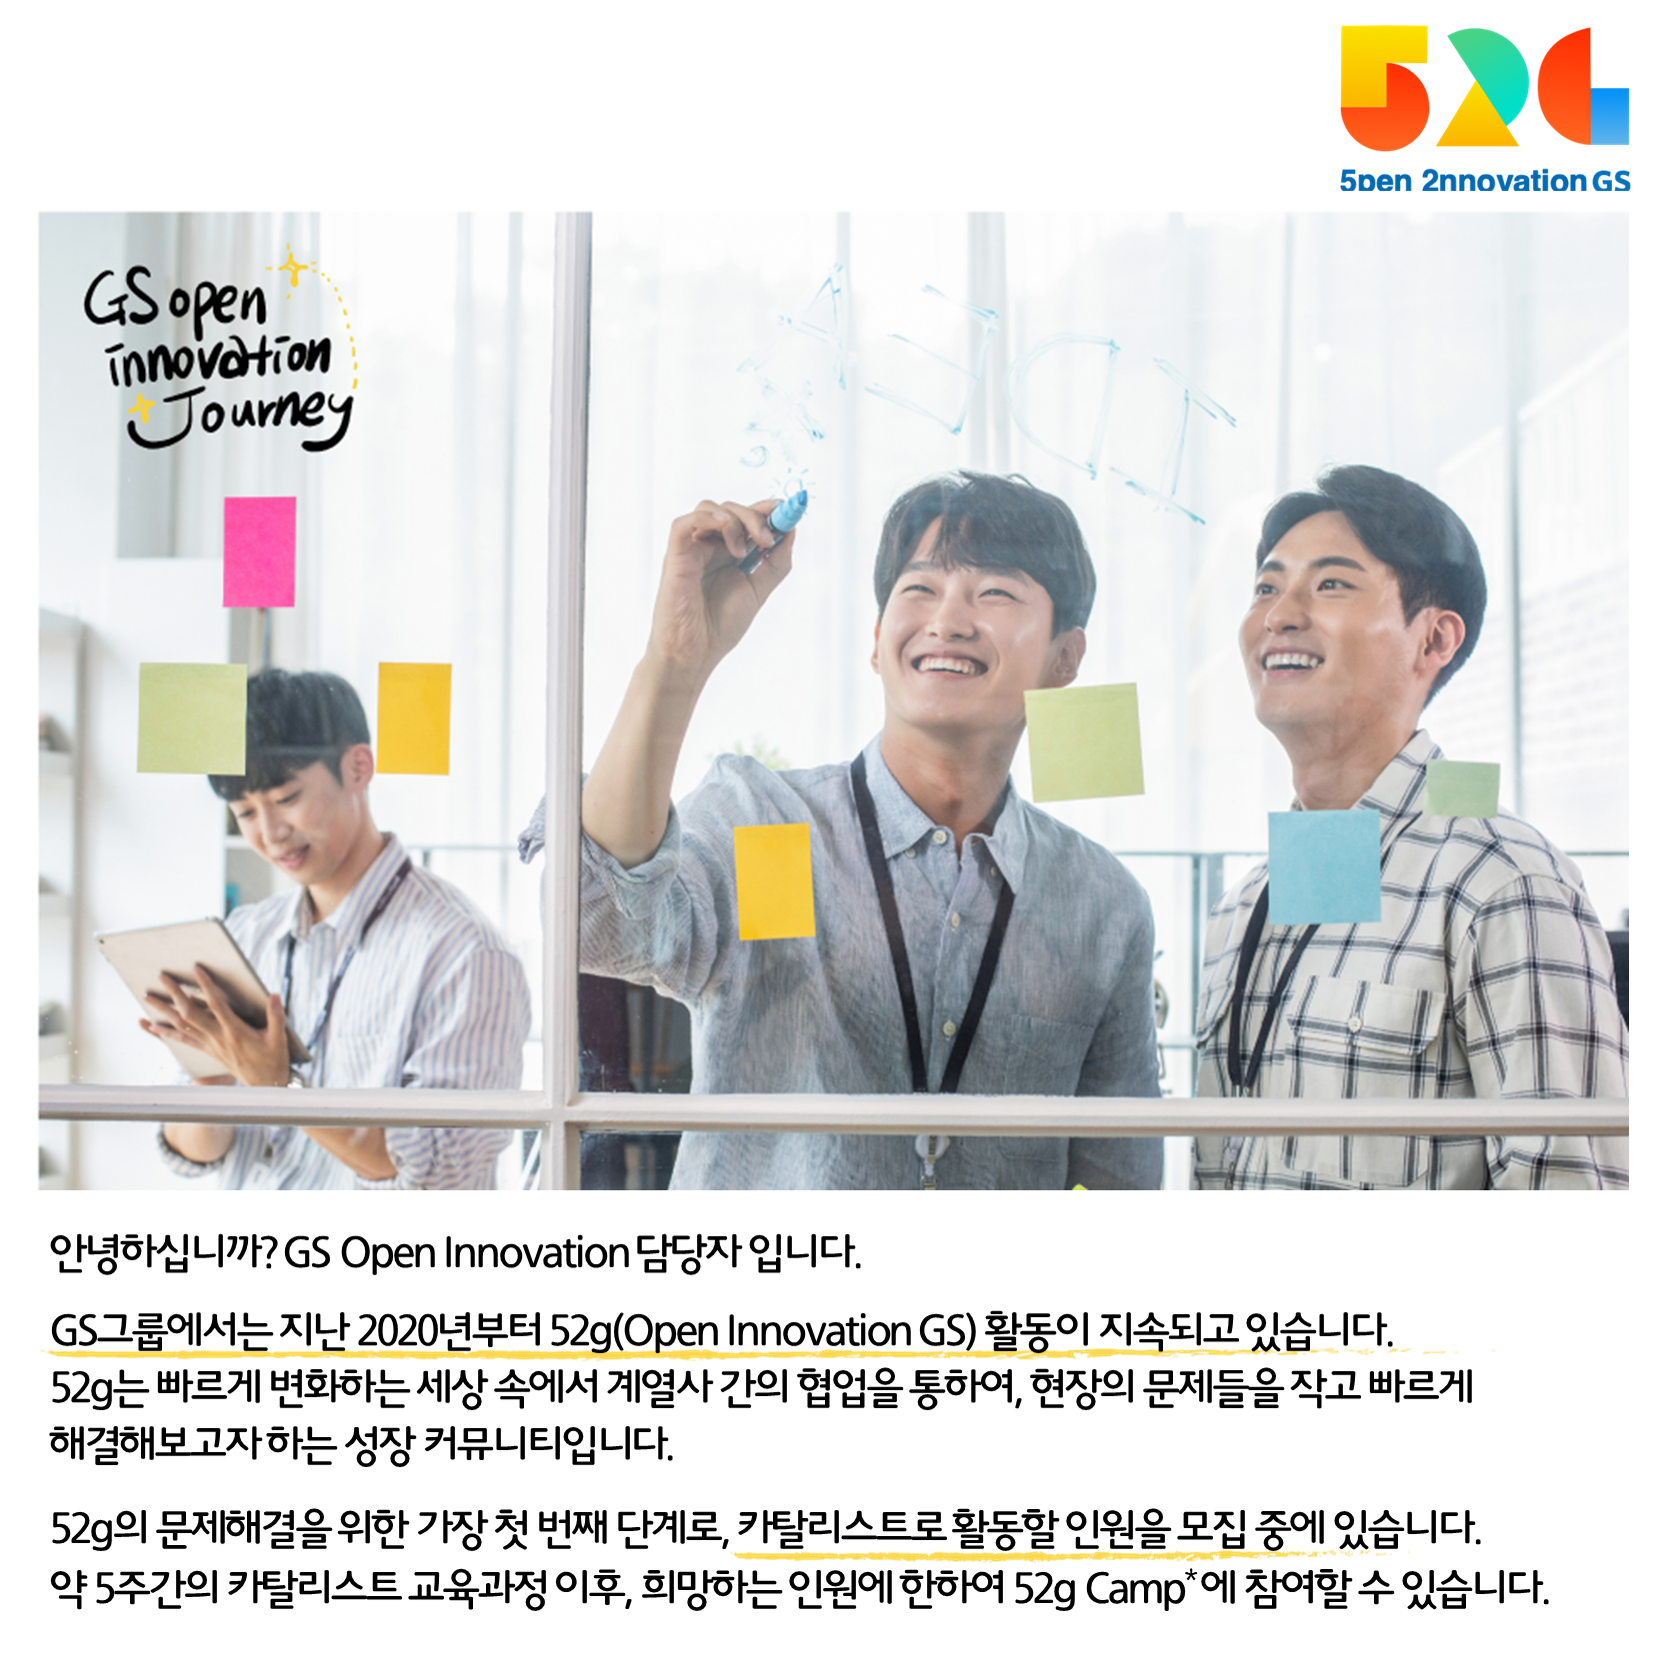 5pen 2nnovation GS
GS open
innovation
Journey
안녕하십니까? GS Open Innovation 담당자 입니다.
GS그룹에서는 지난 2020년부터 52g(Open Innovation GS) 활동이 지속되고 있습니다.
52g는 빠르게 변화하는 세상 속에서 계열사 간의 협업을 통하여, 현장의 문제들을 작고 빠르게
해결해보고자 하는 성장 커뮤니티입니다.
52g의 문제해결을 위한 가장 첫 번째 단계로, 카탈리스트로 활동할 인원을 모집 중에 있습니다.
약 5주간의 카탈리스트 교육과정 이후, 희망하는 인원에 한하여 52g Camp*에 참여할 수 있습니다.